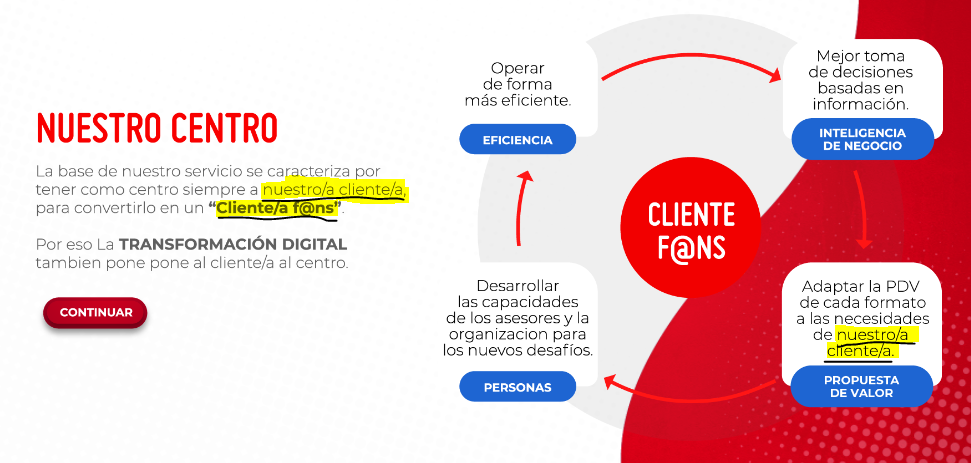 NUESTRO CENTRO
La base de nuestro servicio se caracteriza por
tener como centro siempre a nuestro/a cliente/a,
para convertirlo en un “Cliente/a f@ns”.
Por eso La TRANSFORMACIÓN DIGITAL
tambien pone pone al cliente/a al centro.
CONTINUAR
Operar
de forma
más eficiente.
EFICIENCIA
Mejor toma
de decisiones
basadas en
información.
INTELIGENCIA
DE NEGOCIO
CLIENTE
F@NS
Desarrollar
las capacidades
de los asesores y la
organizacion para
los nuevos desafíos.
PERSONAS
Adaptar la PDV
de cada formato
a las necesidades
de nuestro/a
cliente/a.
PROPUESTA
DE VALOR